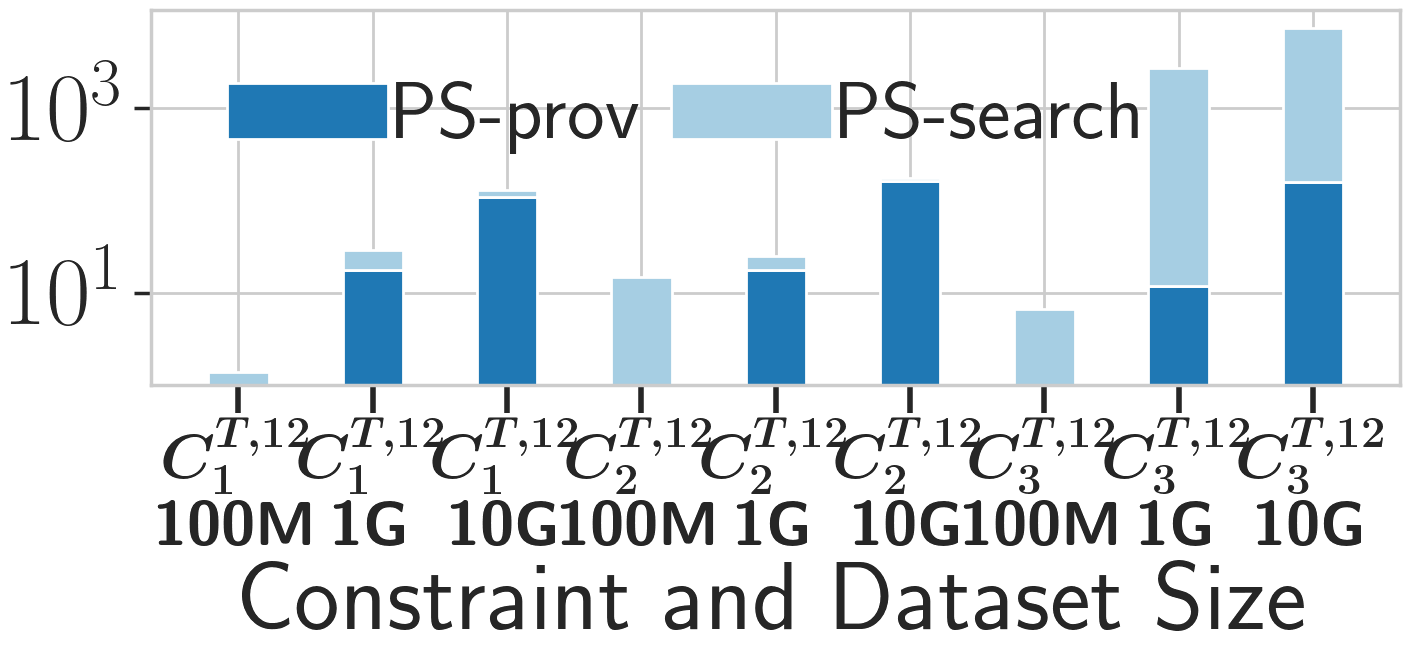 10^3
PS-prov PS-search
10^1
C_1^{T,12} C_1^{T,12} C_1^{T,12} C_2^{T,12} C_2^{T,12} C_2^{T,12} C_3^{T,12} C_3^{T,12} C_3^{T,12}
100M 1G 10G 100M 1G 10G 100M 1G 10G
Constraint and Dataset Size